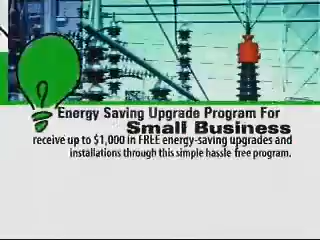 Energy Saving Upgrade Program For
Small Business
receive up to $1,000 in FREE energy-saving upgrades and
installations through this simple hassle free program.